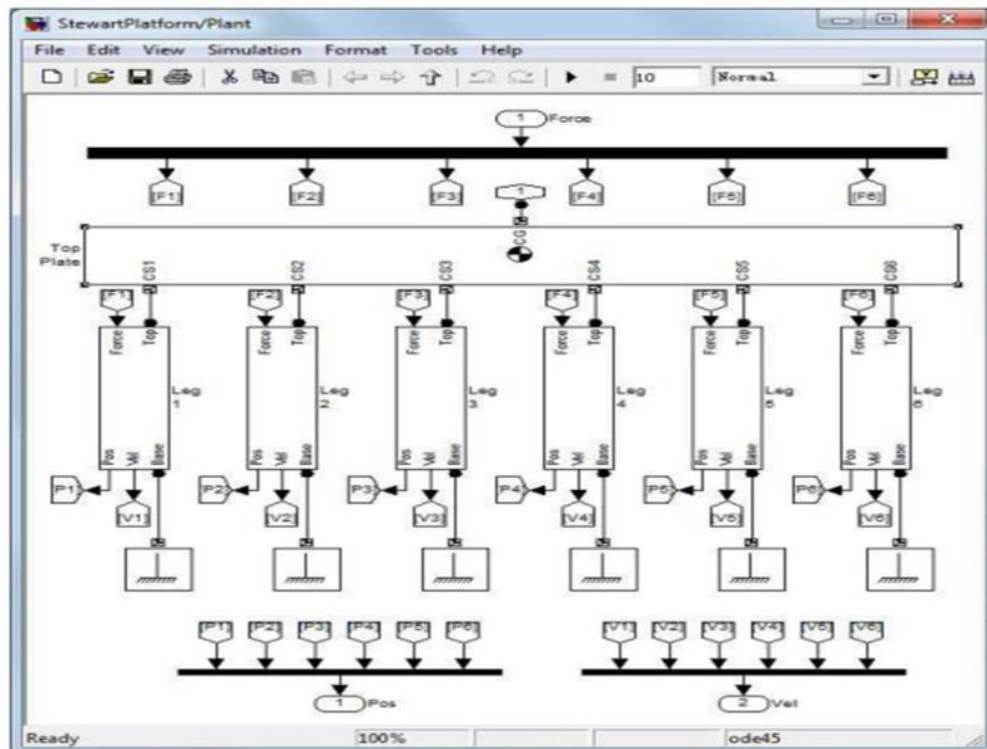 StewartPlatform/Plant
File Edit View Simulation Format Tools Help
10 Normal
1 Force
[F1] [F2] [F3] [F4] [F5] [F6]
1
Top
Plate
CG
CS1 CS2 CS3 CS4 CS5 CS6
[F1] [F2] [F3] [F4] [F5] [F6]
Force Top Force Top Force Top Force Top Force Top Force Top
Leg
1
Leg
2
Leg
3
Leg
4
Leg
5
Leg
6
Pos Vel Base Pos Vel Base Pos Vel Base Pos Vel Base Pos Vel Base Pos Vel Base
[P1] [P2] [P3] [P4] [P5] [P6]
[V1] [V2] [V3] [V4] [V5] [V6]
[P1] [P2] [P3] [P4] [P5] [P6] [V1] [V2] [V3] [V4] [V5] [V6]
1 Pos 2 Vel
Ready 100% ode45